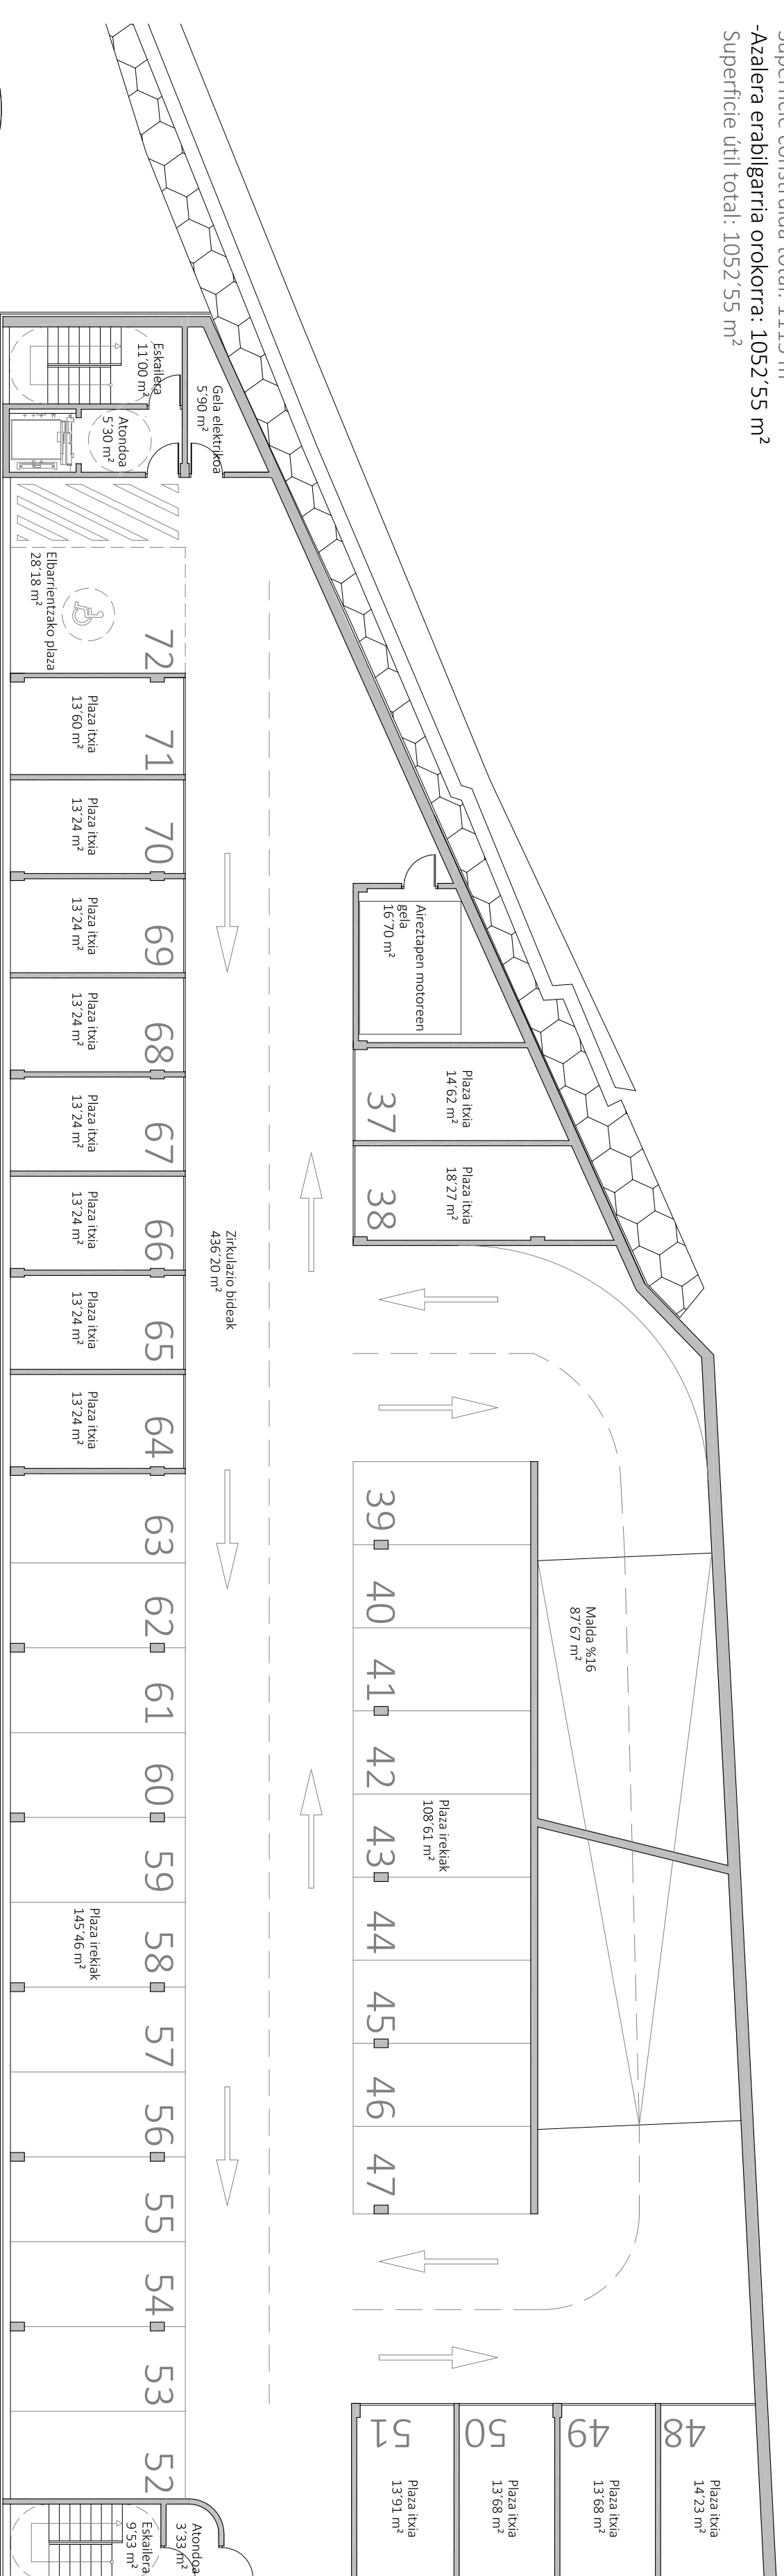 -Azalera erabilgarria orokorra: 1052´55 m²
Superficie útil total: 1052´55 m²
Eskailera
11´00 m²
Gela elektrikoa
5´90 m²
Atondoa
5´30 m²
Elbarrientzako plaza
28´18 m²
72
Plaza itxia
13´60 m²
71
Plaza itxia
13´24 m²
70
Plaza itxia
13´24 m²
69
Plaza itxia
13´24 m²
68
Plaza itxia
13´24 m²
67
Plaza itxia
13´24 m²
66
Plaza itxia
13´24 m²
65
Plaza itxia
13´24 m²
64
63
62
61
60
59
58
Plaza irekiak
145´46 m²
57
56
55
54
53
52
Zirkulazio bideak
436´20 m²
Aireztapen motoreen
gela
16´70 m²
Plaza itxia
14´62 m²
37
Plaza itxia
18´27 m²
38
39
40
41
42
43
Plaza irekiak
108´61 m²
44
45
46
47
Malda %16
87´67 m²
48
Plaza itxia
14´23 m²
49
Plaza itxia
13´68 m²
50
Plaza itxia
13´68 m²
51
Plaza itxia
13´91 m²
Atondoa
3´33 m²
Eskailera
9´53 m²